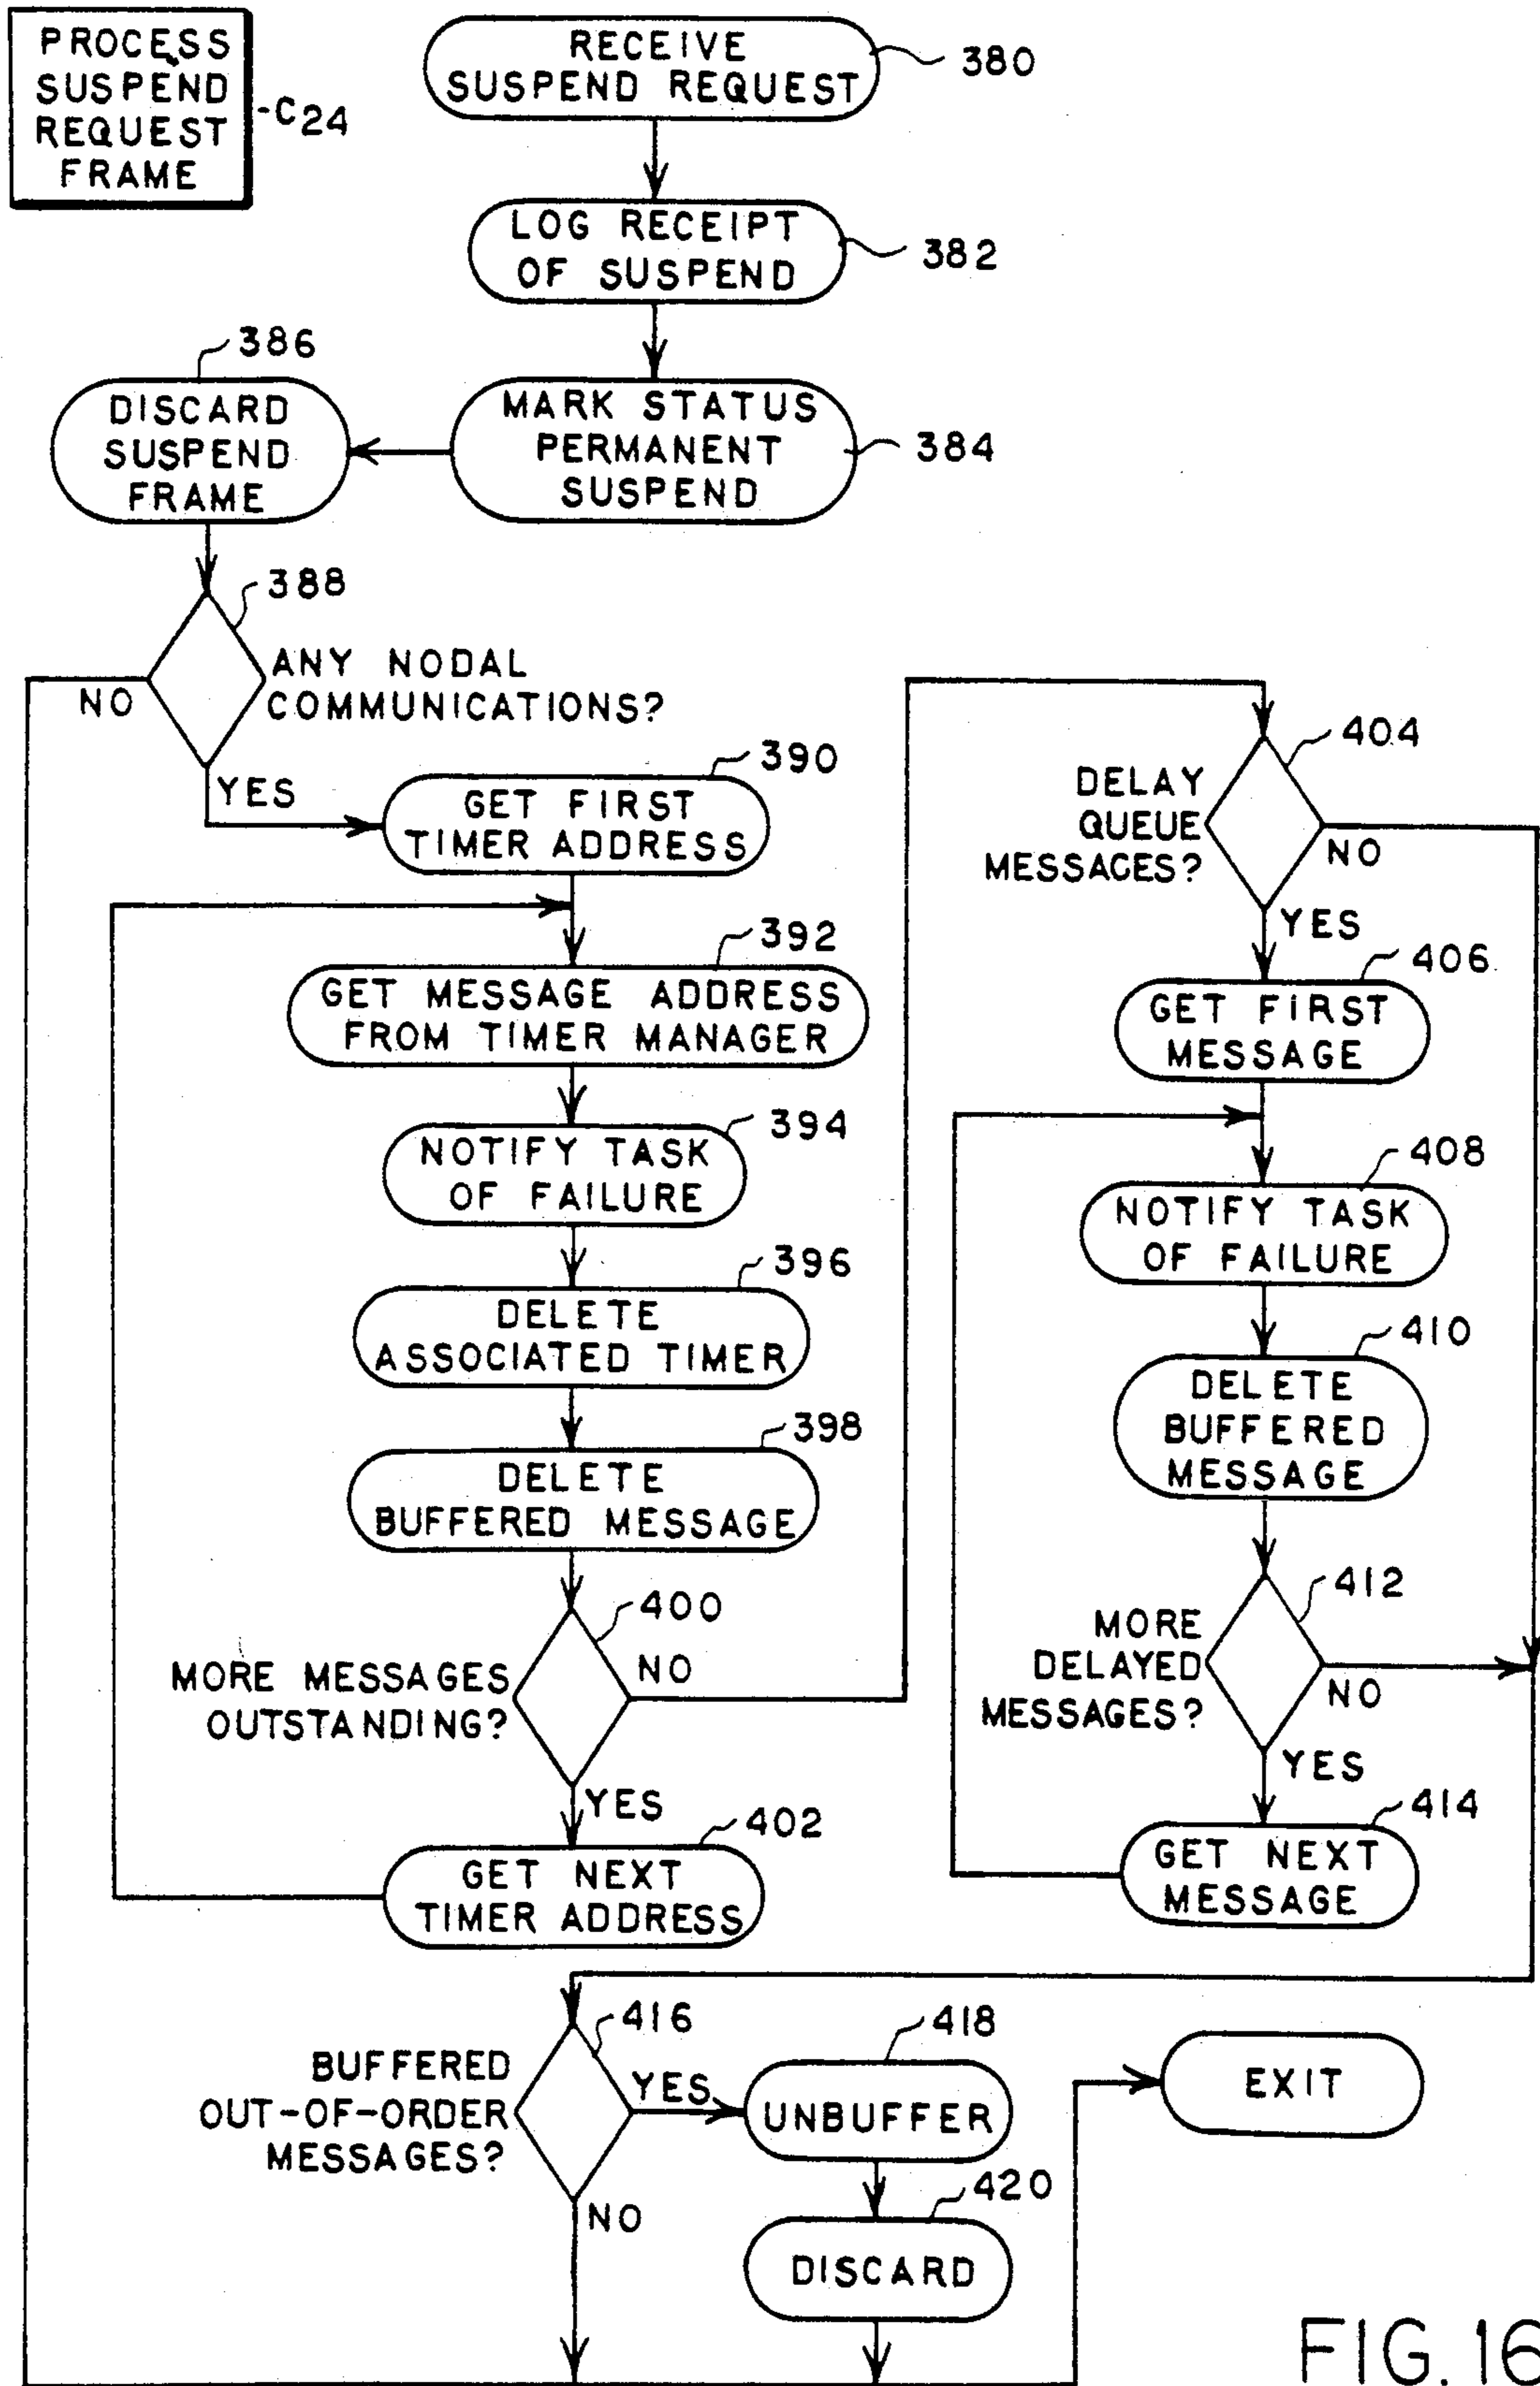 PROCESS
SUSPEND
REQUEST
FRAME
-C24
RECEIVE
SUSPEND REQUEST
380
LOG RECEIPT
OF SUSPEND
382
MARK STATUS
PERMANENT
SUSPEND
384
386
DISCARD
SUSPEND
FRAME
388
ANY NODAL
COMMUNICATIONS?
NO
YES
390
GET FIRST
TIMER ADDRESS
392
GET MESSAGE ADDRESS
FROM TIMER MANAGER
394
NOTIFY TASK
OF FAILURE
396
DELETE
ASSOCIATED TIMER
398
DELETE
BUFFERED MESSAGE
400
MORE MESSAGES
OUTSTANDING?
NO
YES
402
GET NEXT
TIMER ADDRESS
404
DELAY
QUEUE
MESSAGES?
NO
YES
406
GET FIRST
MESSAGE
408
NOTIFY TASK
OF FAILURE
410
DELETE
BUFFERED
MESSAGE
412
MORE
DELAYED
MESSAGES?
NO
YES
414
GET NEXT
MESSAGE
416
BUFFERED
OUT-OF-ORDER
MESSAGES?
YES
NO
418
UNBUFFER
420
DISCARD
EXIT
FIG. 16